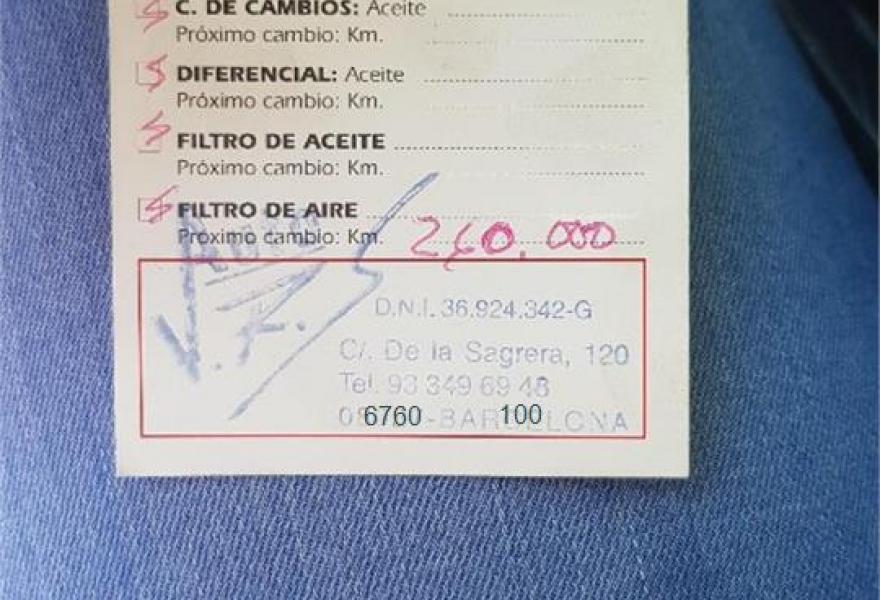 C. DE CAMBIOS: Aceite
Próximo cambio: Km.
DIFERENCIAL: Aceite
Próximo cambio: Km.
FILTRO DE ACEITE
Próximo cambio: Km.
FILTRO DE AIRE
Próximo cambio: Km. 260.000
D.N.I. 36.924.342-G
C/. De la Sagrera, 120
Tel. 93 349 69 48
6760 -BARCELONA 100